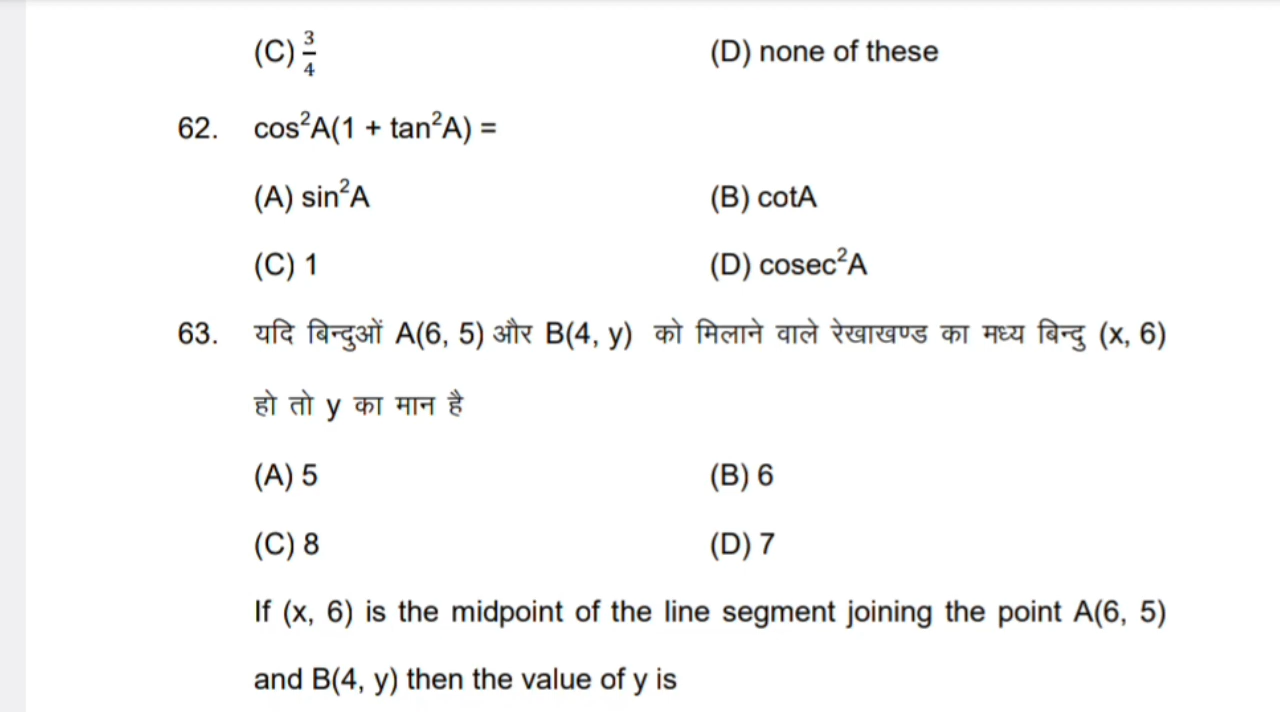 (C) 3/4 (D) none of these
62. cos²A(1 + tan²A) =
(A) sin²A (B) cotA
(C) 1 (D) cosec²A
63. यदि बिन्दुओं A(6, 5) और B(4, y) को मिलाने वाले रेखाखण्ड का मध्य बिन्दु (x, 6)
हो तो y का मान है
(A) 5 (B) 6
(C) 8 (D) 7
If (x, 6) is the midpoint of the line segment joining the point A(6, 5)
and B(4, y) then the value of y is